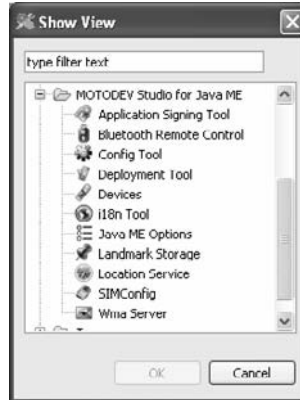 Show View
type filter text
MOTODEV Studio for Java ME
Application Signing Tool
Bluetooth Remote Control
Config Tool
Deployment Tool
Devices
i18n Tool
Java ME Options
Landmark Storage
Location Service
SIMConfig
Wma Server
OK
Cancel